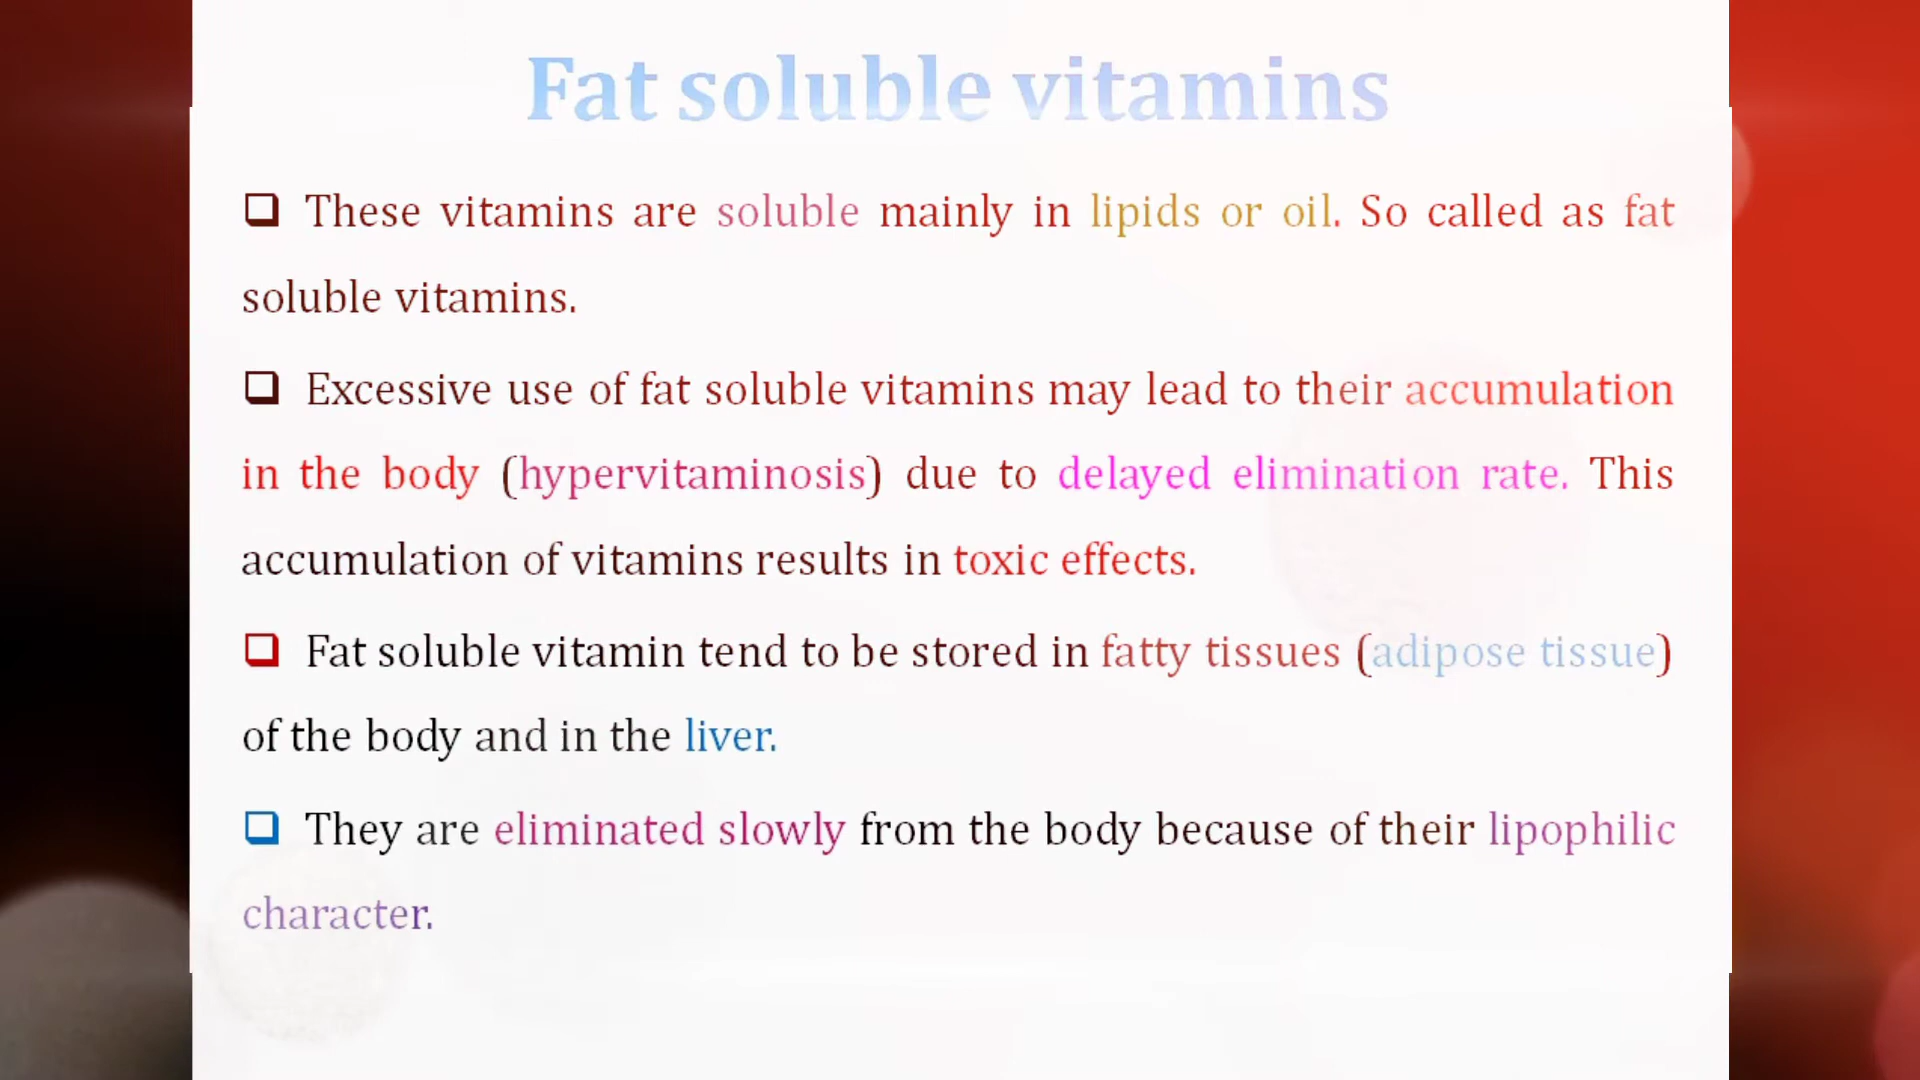 Fat soluble vitamins
❑ These vitamins are soluble mainly in lipids or oil. So called as fat
soluble vitamins.
❑ Excessive use of fat soluble vitamins may lead to their accumulation
in the body (hypervitaminosis) due to delayed elimination rate. This
accumulation of vitamins results in toxic effects.
❑ Fat soluble vitamin tend to be stored in fatty tissues (adipose tissue)
of the body and in the liver.
❑ They are eliminated slowly from the body because of their lipophilic
character.